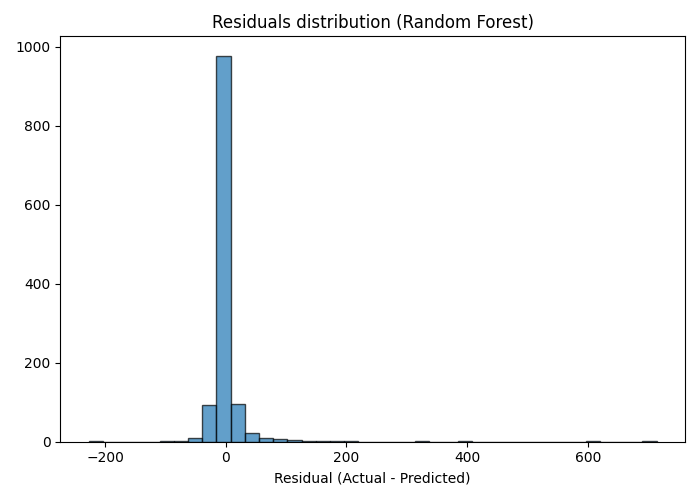 Residuals distribution (Random Forest)
1000
800
600
400
200
0
−200 0 200 400 600
Residual (Actual - Predicted)